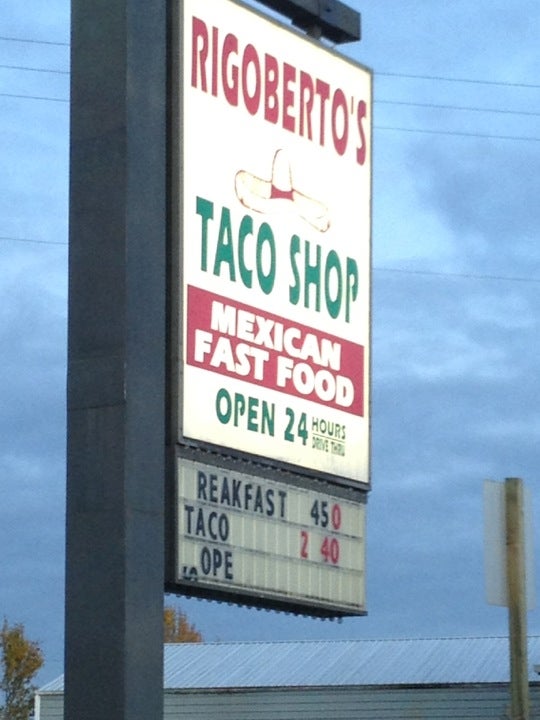 RIGOBERTO'S
TACO SHOP
MEXICAN
FAST FOOD
OPEN 24 HOURS
DRIVE THRU
REAKFAST 450
TACO 2 40
OPE